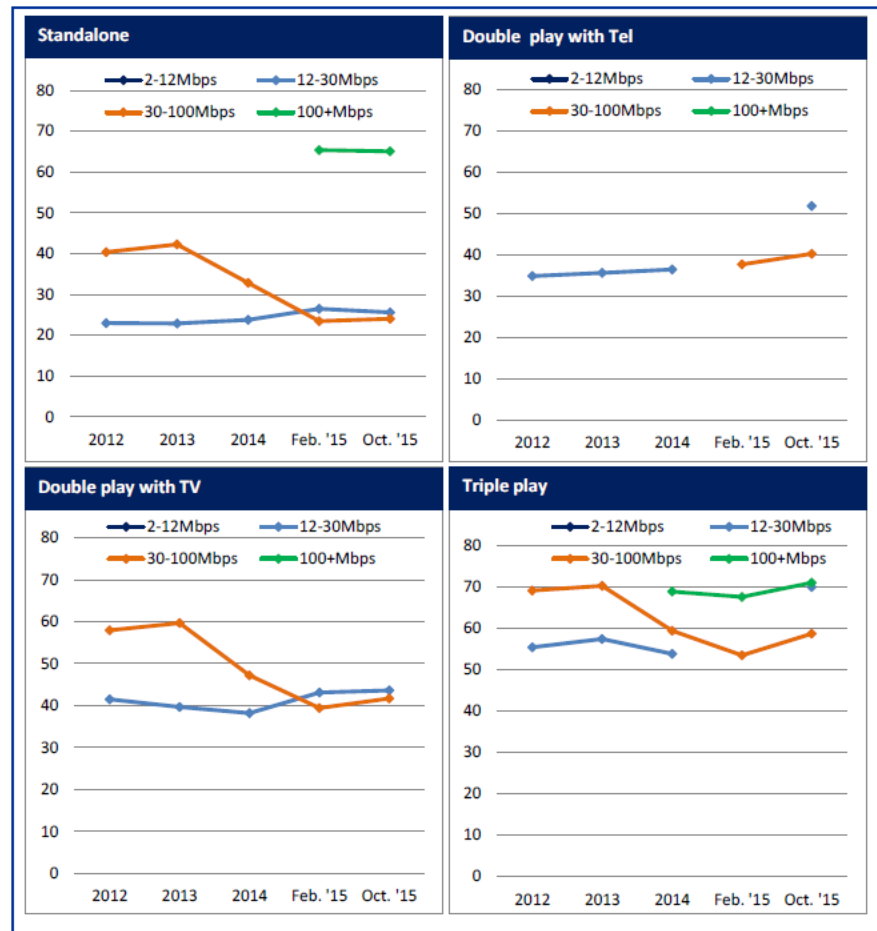 Standalone
2-12Mbps 12-30Mbps
30-100Mbps 100+Mbps
80
70
60
50
40
30
20
10
0
2012 2013 2014 Feb. '15 Oct. '15
Double play with Tel
2-12Mbps 12-30Mbps
30-100Mbps 100+Mbps
80
70
60
50
40
30
20
10
0
2012 2013 2014 Feb. '15 Oct. '15
Double play with TV
2-12Mbps 12-30Mbps
30-100Mbps 100+Mbps
80
70
60
50
40
30
20
10
0
2012 2013 2014 Feb. '15 Oct. '15
Triple play
2-12Mbps 12-30Mbps
30-100Mbps 100+Mbps
80
70
60
50
40
30
20
10
0
2012 2013 2014 Feb. '15 Oct. '15